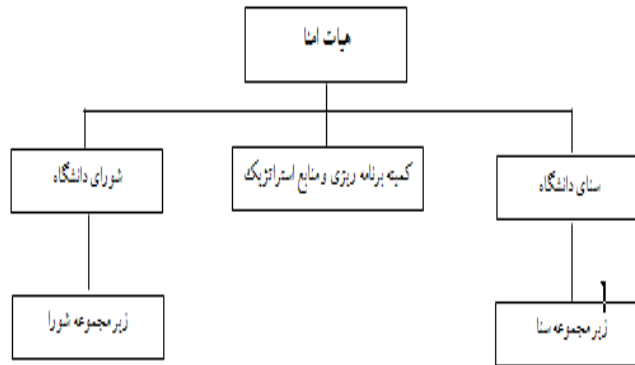 هیات امنا
سنای دانشگاه
کمیته برنامه ریزی و منابع استراتژیک
شورای دانشگاه
زیر مجموعه سنا
زیر مجموعه شورا